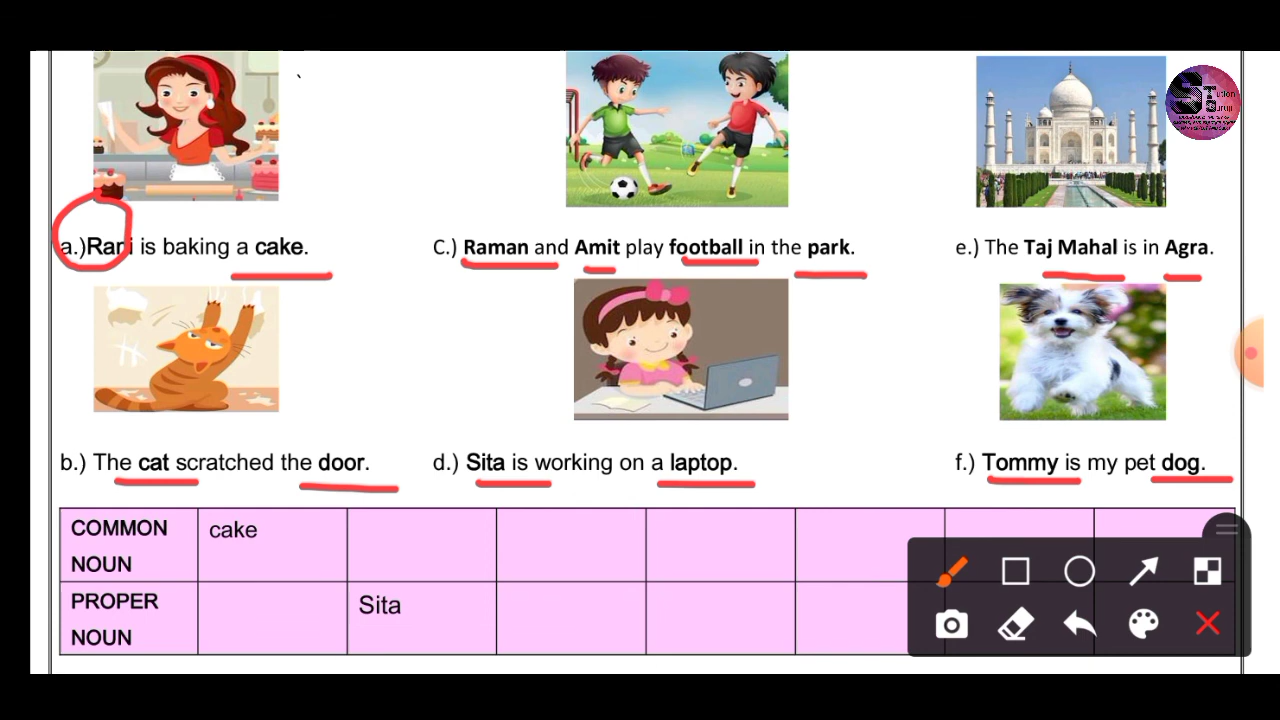 a.)Rani is baking a cake.
C.) Raman and Amit play football in the park.
e.) The Taj Mahal is in Agra.
b.) The cat scratched the door.
d.) Sita is working on a laptop.
f.) Tommy is my pet dog.
COMMON
NOUN
cake
PROPER
NOUN
Sita